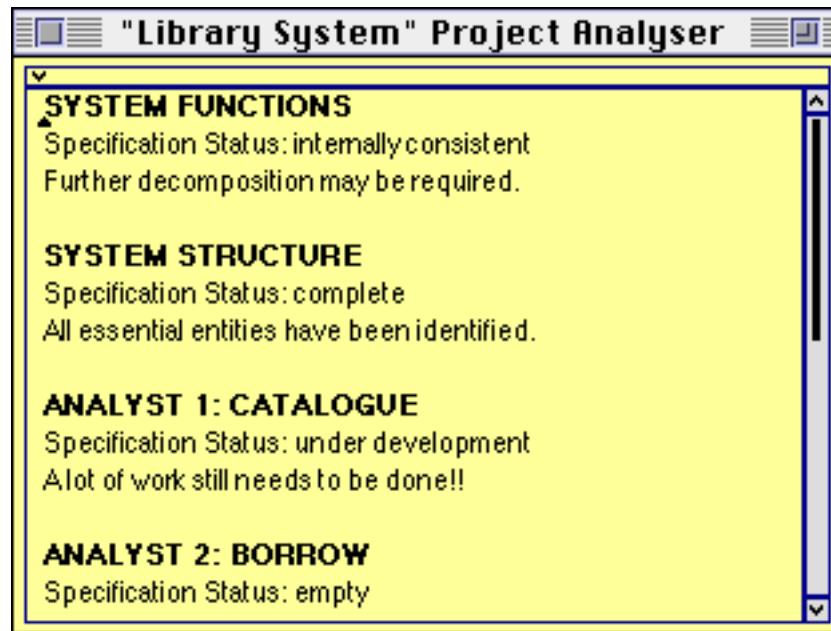 "Library System" Project Analyser
SYSTEM FUNCTIONS
Specification Status: internally consistent
Further decomposition may be required.
SYSTEM STRUCTURE
Specification Status: complete
All essential entities have been identified.
ANALYST 1: CATALOGUE
Specification Status: under development
A lot of work still needs to be done!!
ANALYST 2: BORROW
Specification Status: empty